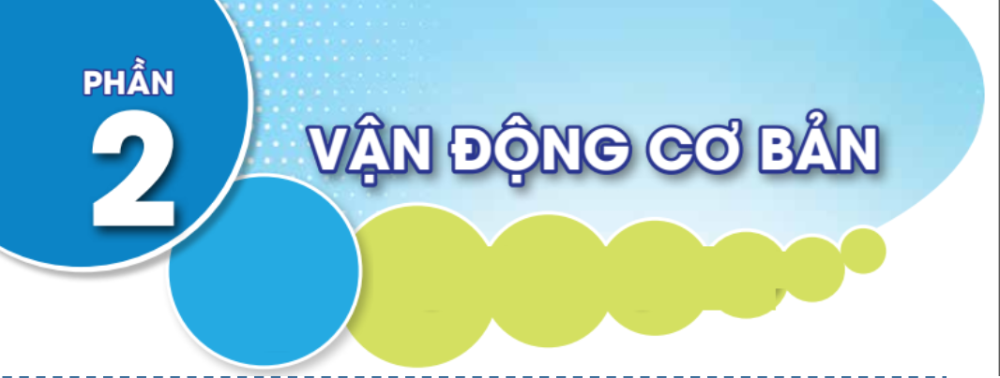 PHẦN
2
VẬN ĐỘNG CƠ BẢN